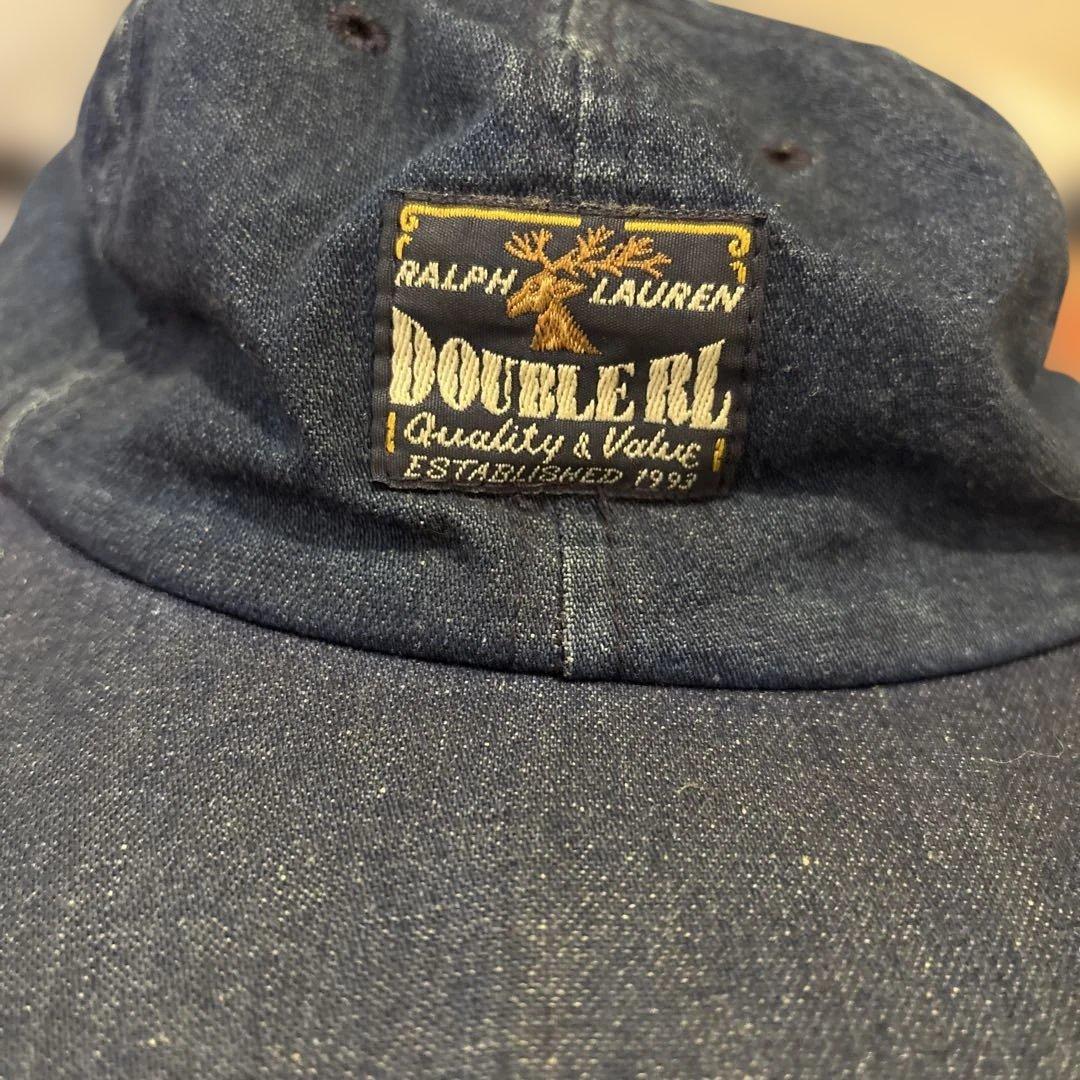 RALPH LAUREN
DOUBLE RL
Quality & Value
ESTABLISHED 1993